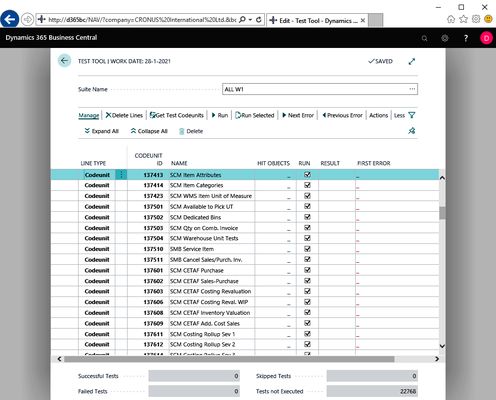 http://d365bc/NAV/?company=CRONUS%20International%20Ltd.&bc
Edit - Test Tool - Dynamics ...
Dynamics 365 Business Central
D
TEST TOOL | WORK DATE: 28-1-2021
SAVED
Suite Name
ALL W1
Manage
Delete Lines
Get Test Codeunits
Run
Run Selected
Next Error
Previous Error
Actions
Less
Expand All
Collapse All
Delete
LINE TYPE CODEUNIT ID NAME HIT OBJECTS RUN RESULT FIRST ERROR
Codeunit 137413 SCM Item Attributes _ _
Codeunit 137414 SCM Item Categories _ _
Codeunit 137423 SCM WMS Item Unit of Measure _ _
Codeunit 137501 SCM Available to Pick UT _ _
Codeunit 137502 SCM Dedicated Bins _ _
Codeunit 137503 SCM Qty on Comb. Invoice _ _
Codeunit 137504 SCM Warehouse Unit Tests _ _
Codeunit 137510 SMB Service Item _ _
Codeunit 137511 SMB Cancel Sales/Purch. Inv. _ _
Codeunit 137601 SCM CETAF Purchase _ _
Codeunit 137602 SCM CETAF Sales-Purchase _ _
Codeunit 137603 SCM CETAF Costing Revaluation _ _
Codeunit 137606 SCM CETAF Costing Reval. WIP _ _
Codeunit 137608 SCM CETAF Inventory Valuation _ _
Codeunit 137609 SCM CETAF Add. Cost Sales _ _
Codeunit 137611 SCM Costing Rollup Sev 1 _ _
Codeunit 137612 SCM Costing Rollup Sev 2 _ _
Successful Tests 0
Skipped Tests 0
Failed Tests 0
Tests not Executed 22768